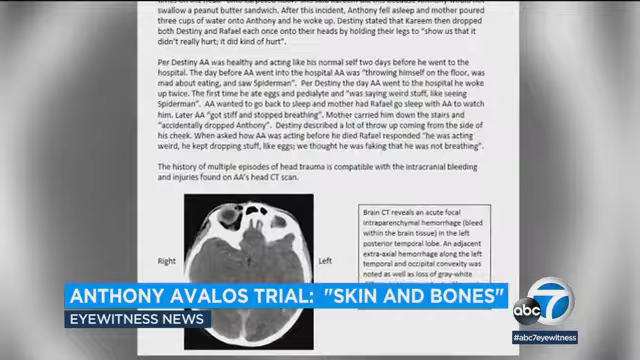 swallow a peanut butter sandwich. After this incident, Anthony fell asleep and mother poured
three cups of water onto Anthony and he woke up. Destiny stated that Kareem then dropped
both Destiny and Rafael each once onto their heads by holding their legs to "show us that it
didn't really hurt; it did kind of hurt".
Per Destiny AA was healthy and acting like his normal self two days before he went to the
hospital. The day before AA went into the hospital AA was "throwing himself on the floor, was
mad about eating, and saw Spiderman". Per Destiny the day AA went to the hospital he woke
up twice. The first time he ate eggs and pedialyte and "was saying weird stuff, like seeing
Spiderman". AA wanted to go back to sleep and mother had Rafael go sleep with AA to watch
him. Later AA "got stiff and stopped breathing". Mother carried him down the stairs and
"accidentally dropped Anthony". Destiny described a lot of throw up coming from the side of
his cheek. When asked how AA was acting before he died Rafael responded "he was acting
weird, he kept dropping stuff, like eggs; we thought he was faking that he was not breathing".
The history of multiple episodes of head trauma is compatible with the intracranial bleeding
and injuries found on AA's head CT scan.
Right
Left
Brain CT reveals an acute focal
intraparenchymal hemorrhage (bleed
within the brain tissue) in the left
posterior temporal lobe. An adjacent
extra-axial hemorrhage along the left
temporal and occipital convexity was
noted as well as loss of gray-white
ANTHONY AVALOS TRIAL: "SKIN AND BONES"
EYEWITNESS NEWS
abc 7
#abc7eyewitness